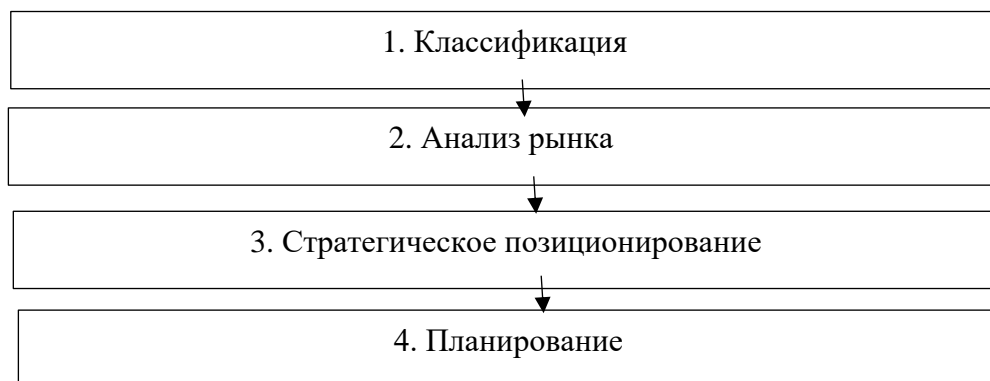 1. Классификация
2. Анализ рынка
3. Стратегическое позиционирование
4. Планирование